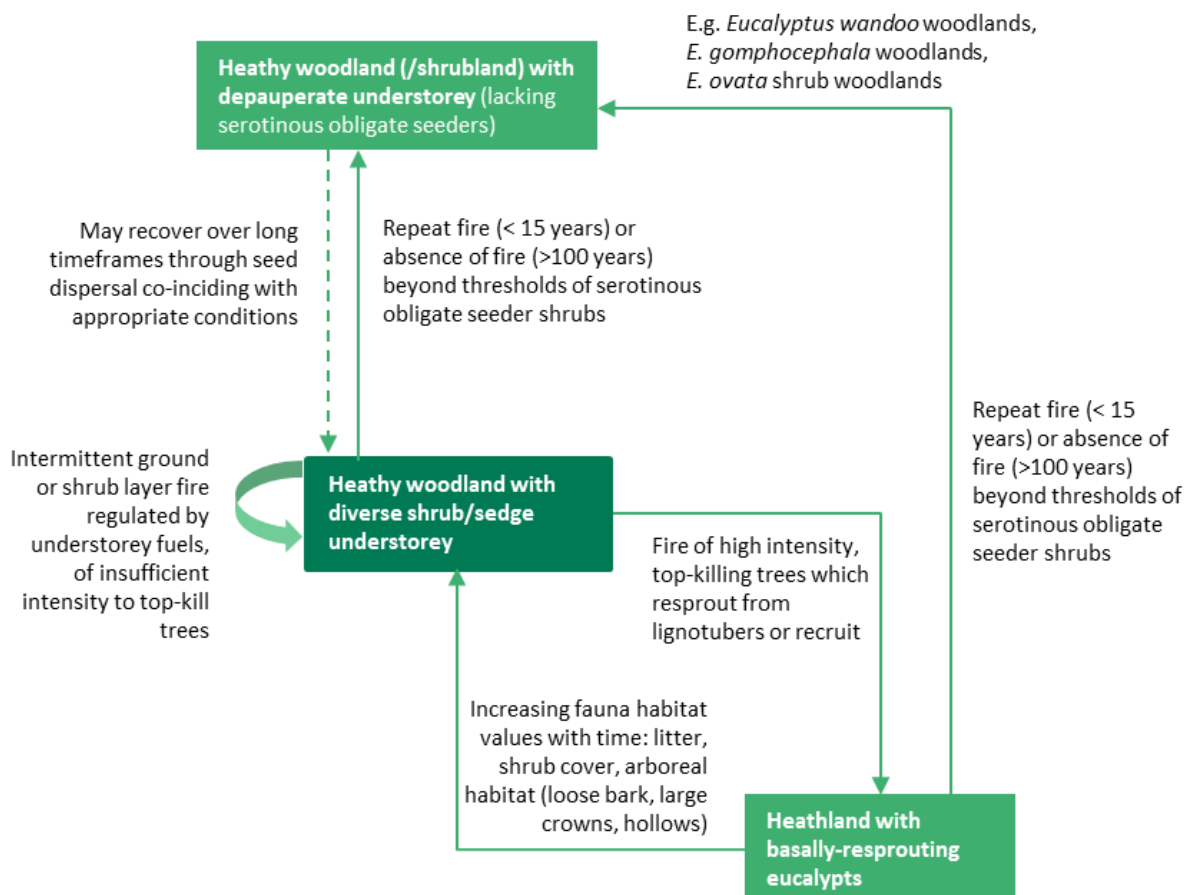 E.g. Eucalyptus wandoo woodlands,
E. gomphocephala woodlands,
E. ovata shrub woodlands
Heathy woodland (/shrubland) with
depauperate understorey (lacking
serotinous obligate seeders)
May recover over long
timeframes through seed
dispersal co-inciding with
appropriate conditions
Repeat fire (< 15 years) or
absence of fire (>100 years)
beyond thresholds of serotinous
obligate seeder shrubs
Repeat fire (< 15
years) or absence of
fire (>100 years)
beyond thresholds of
serotinous obligate
seeder shrubs
Intermittent ground
or shrub layer fire
regulated by
understorey fuels,
of insufficient
intensity to top-kill
trees
Heathy woodland with
diverse shrub/sedge
understorey
Fire of high intensity,
top-killing trees which
resprout from
lignotubers or recruit
Increasing fauna habitat
values with time: litter,
shrub cover, arboreal
habitat (loose bark, large
crowns, hollows)
Heathland with
basally-resprouting
eucalypts